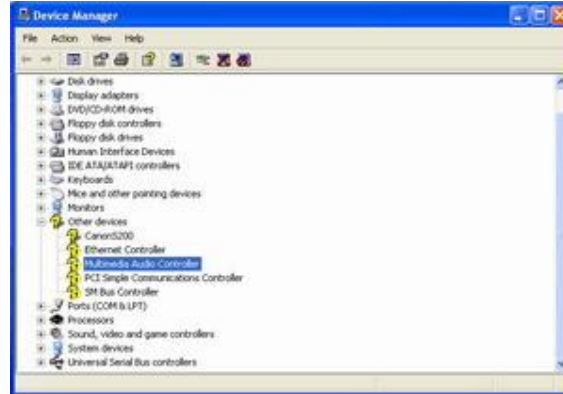 Device Manager
File Action View Help
Disk drives
Display adapters
DVD/CD-ROM drives
Floppy disk controllers
Floppy disk drives
Human Interface Devices
IDE ATA/ATAPI controllers
Keyboards
Mice and other pointing devices
Monitors
Other devices
CanonS200
Ethernet Controller
Multimedia Audio Controller
PCI Simple Communications Controller
SM Bus Controller
Ports (COM & LPT)
Processors
Sound, video and game controllers
System devices
Universal Serial Bus controllers